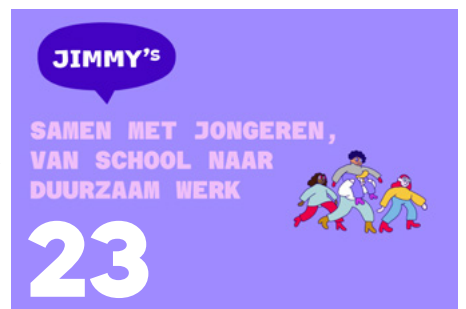 JIMMY's
SAMEN MET JONGEREN,
VAN SCHOOL NAAR
DUURZAAM WERK
23